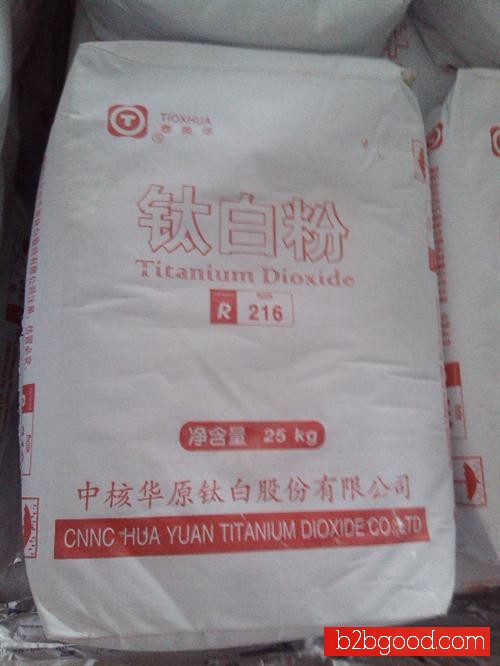 TIOXHUA
泰奥华
钛白粉
Titanium Dioxide
R 216
净含量 25 kg
中核华原钛白股份有限公司
CNNC HUA YUAN TITANIUM DIOXIDE CO.,LTD
b2bgood.com